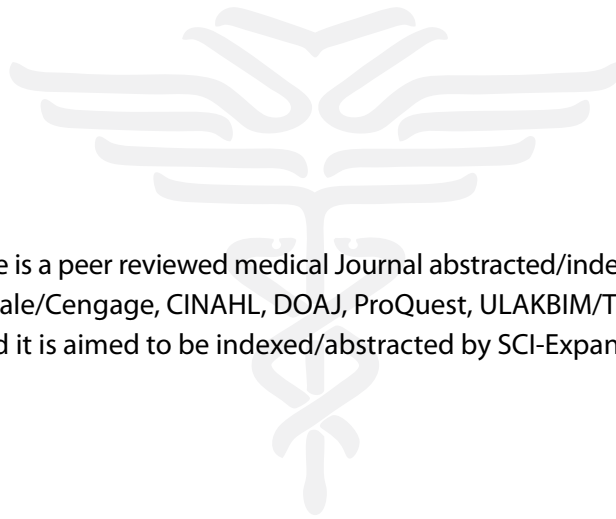 e is a peer reviewed medical Journal abstracted/inde
ale/Cengage, CINAHL, DOAJ, ProQuest, ULAKBIM/T
d it is aimed to be indexed/abstracted by SCI-Expan